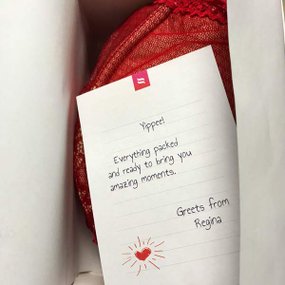 Yippee!
Everything packed
and ready to bring you
amazing moments.
Greets from
Regina